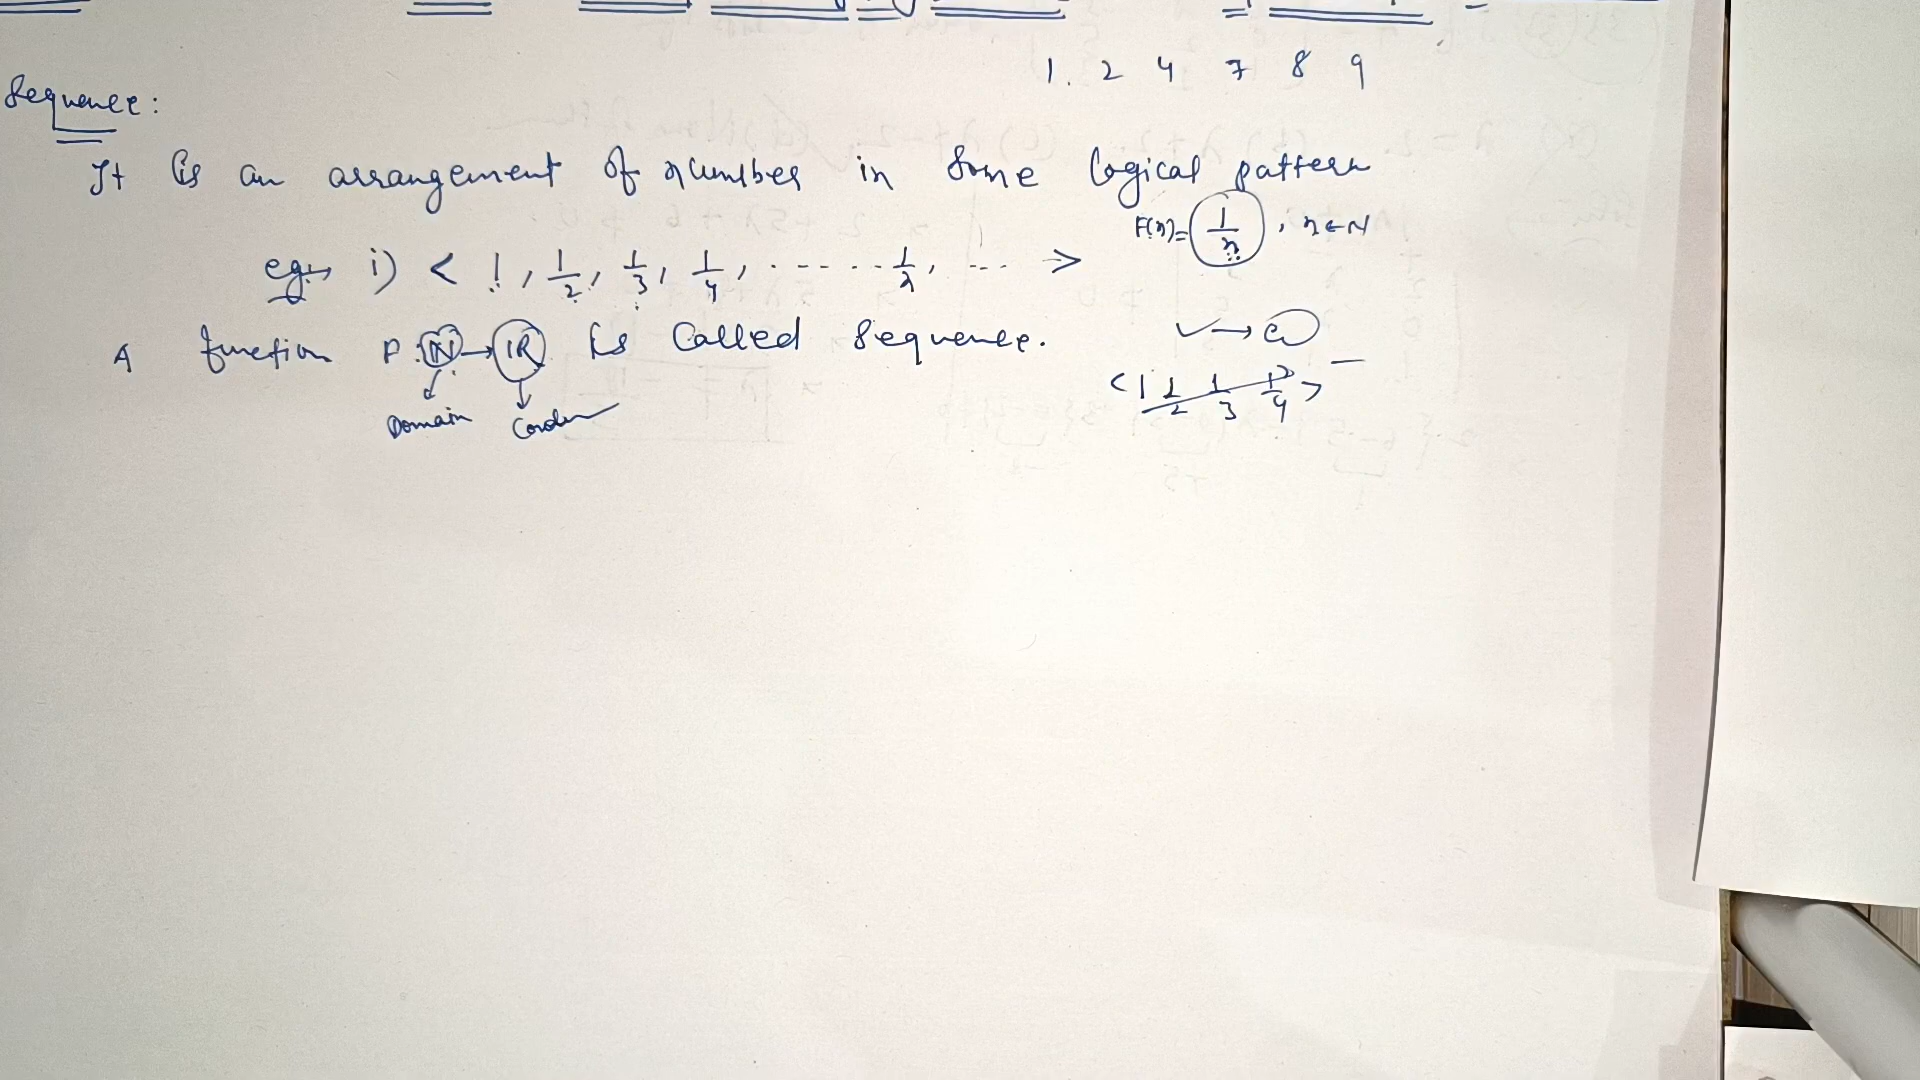 1. 2 4 7 8 9
Sequence:
It is an arrangement of number in some logical pattern
F(n)= 1/n , n∈N
eg:→ i) < 1, 1/2, 1/3, 1/4, ....... 1/n, ... >
A function F:N→IR is called sequence.
< 1 1/2 1/3 1/4 >
Domain